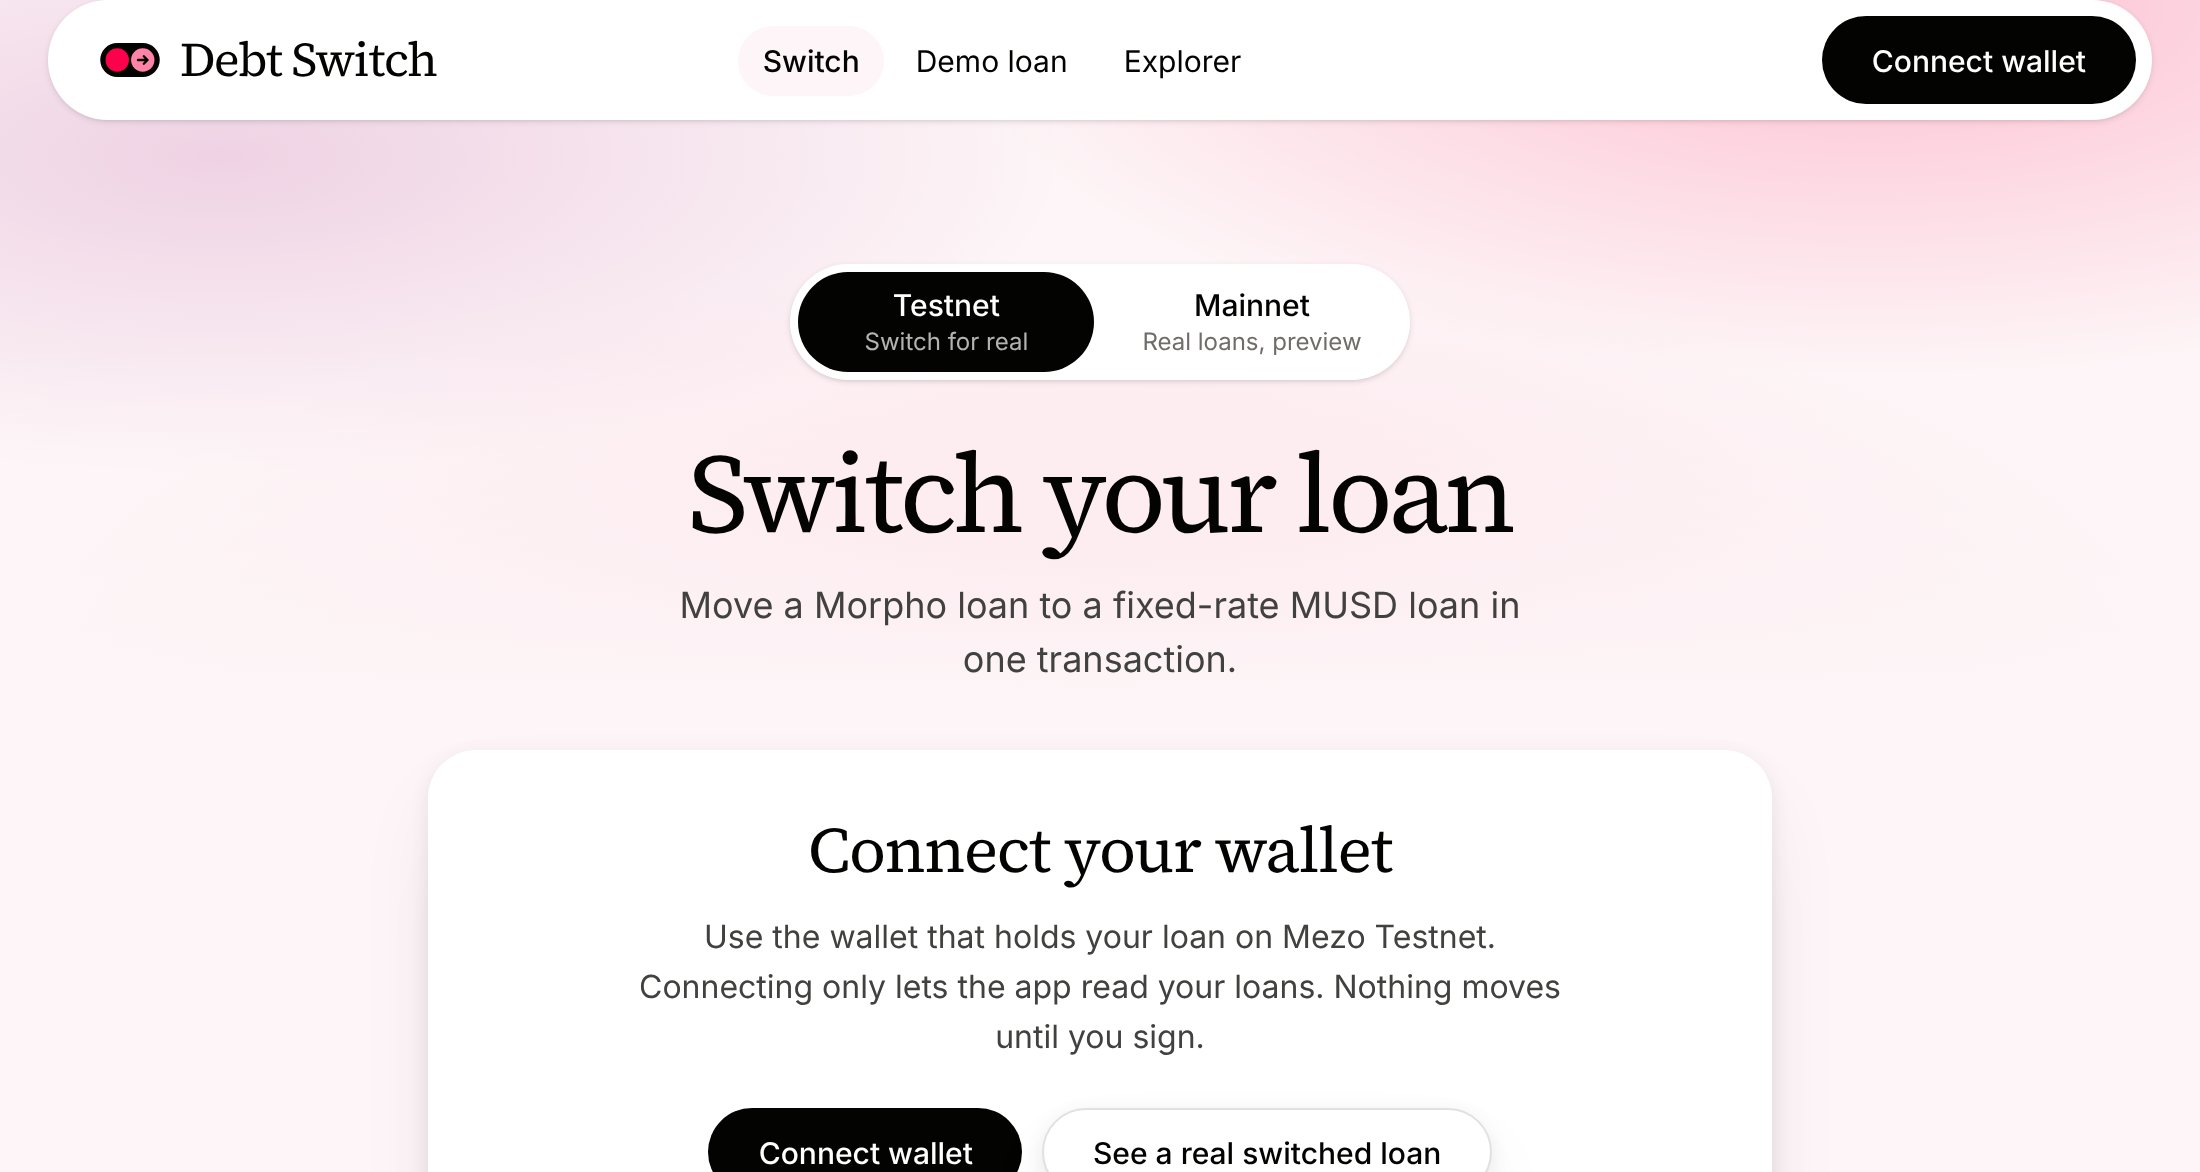 Debt Switch
Switch
Demo loan
Explorer
Connect wallet
Testnet
Switch for real
Mainnet
Real loans, preview
Switch your loan
Move a Morpho loan to a fixed-rate MUSD loan in
one transaction.
Connect your wallet
Use the wallet that holds your loan on Mezo Testnet.
Connecting only lets the app read your loans. Nothing moves
until you sign.
Connect wallet
See a real switched loan